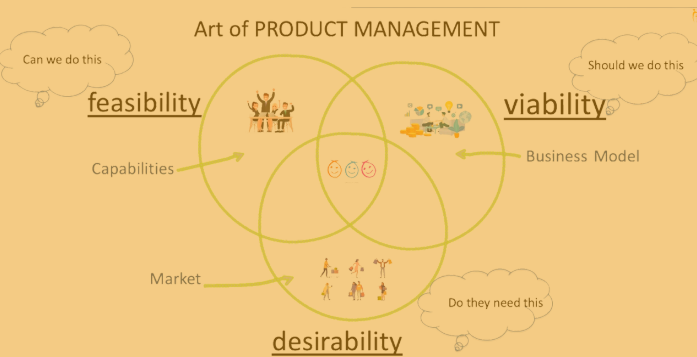 Art of PRODUCT MANAGEMENT
Can we do this
Should we do this
feasibility
viability
Capabilities
Business Model
Market
Do they need this
desirability